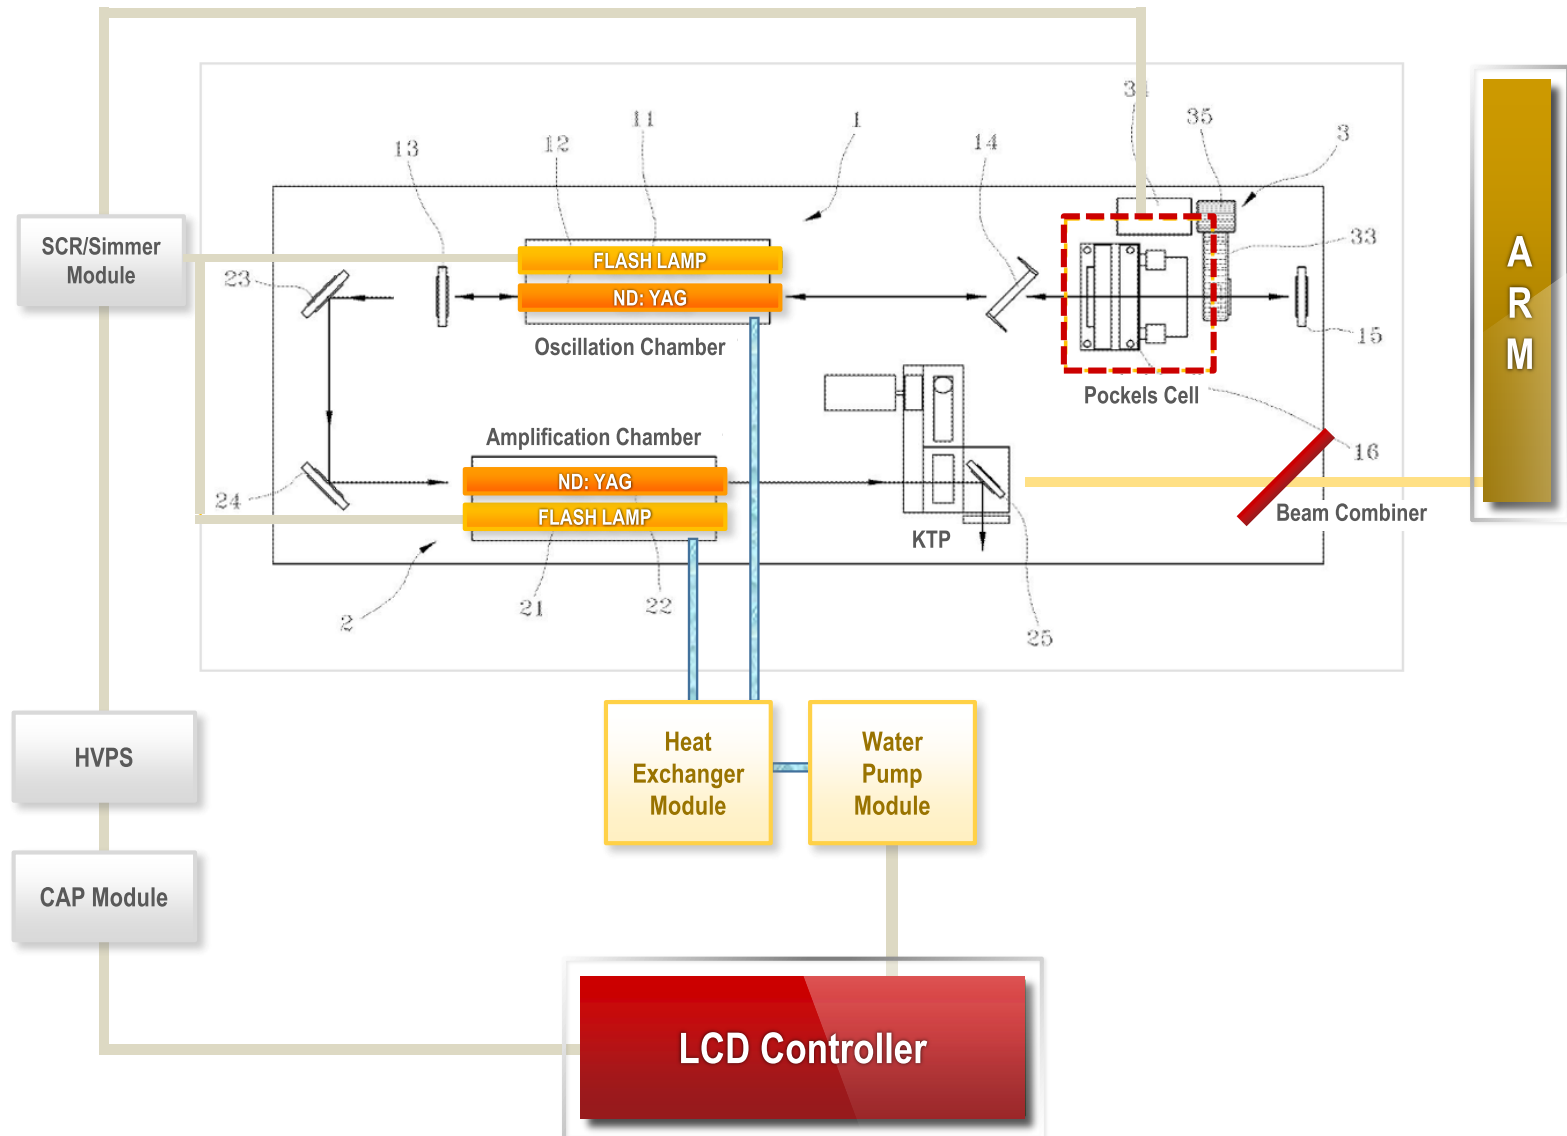 34
35
11
1
3
12
14
13
A
R
M
SCR/Simmer
Module
FLASH LAMP
33
23
ND: YAG
15
Oscillation Chamber
Pockels Cell
Amplification Chamber
16
ND: YAG
24
Beam Combiner
FLASH LAMP
KTP
21
22
2
25
Heat
Exchanger
Module
Water
Pump
Module
HVPS
CAP Module
LCD Controller